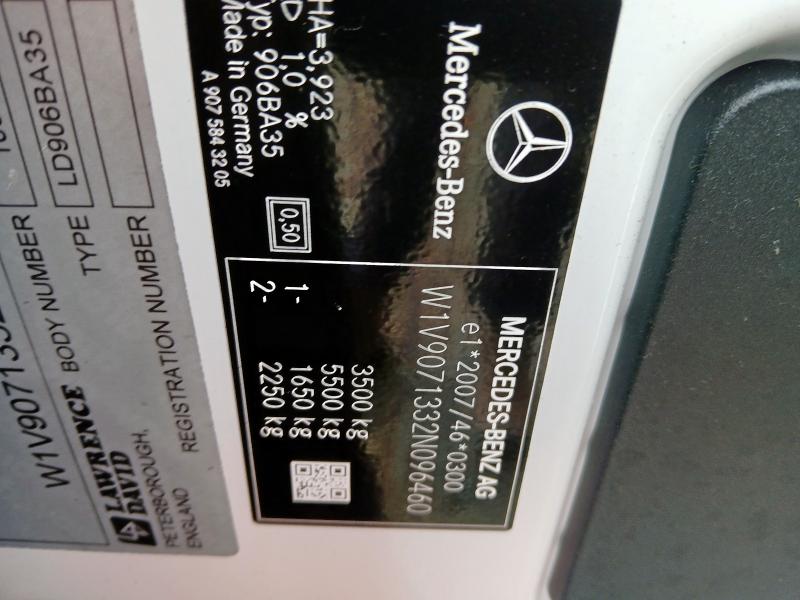 Mercedes-Benz
MERCEDES-BENZ AG
e1*2007/46*0300
W1V9071332N096460
3500 kg
5500 kg
1- 1650 kg
2- 2250 kg
0,50
HA=3,923
D 1,0 %
Typ: 906BA35
Made in Germany
A 907 584 32 05
BODY NUMBER
TYPE LD906BA35
REGISTRATION NUMBER
LAWRENCE
DAVID
PETERBOROUGH,
ENGLAND